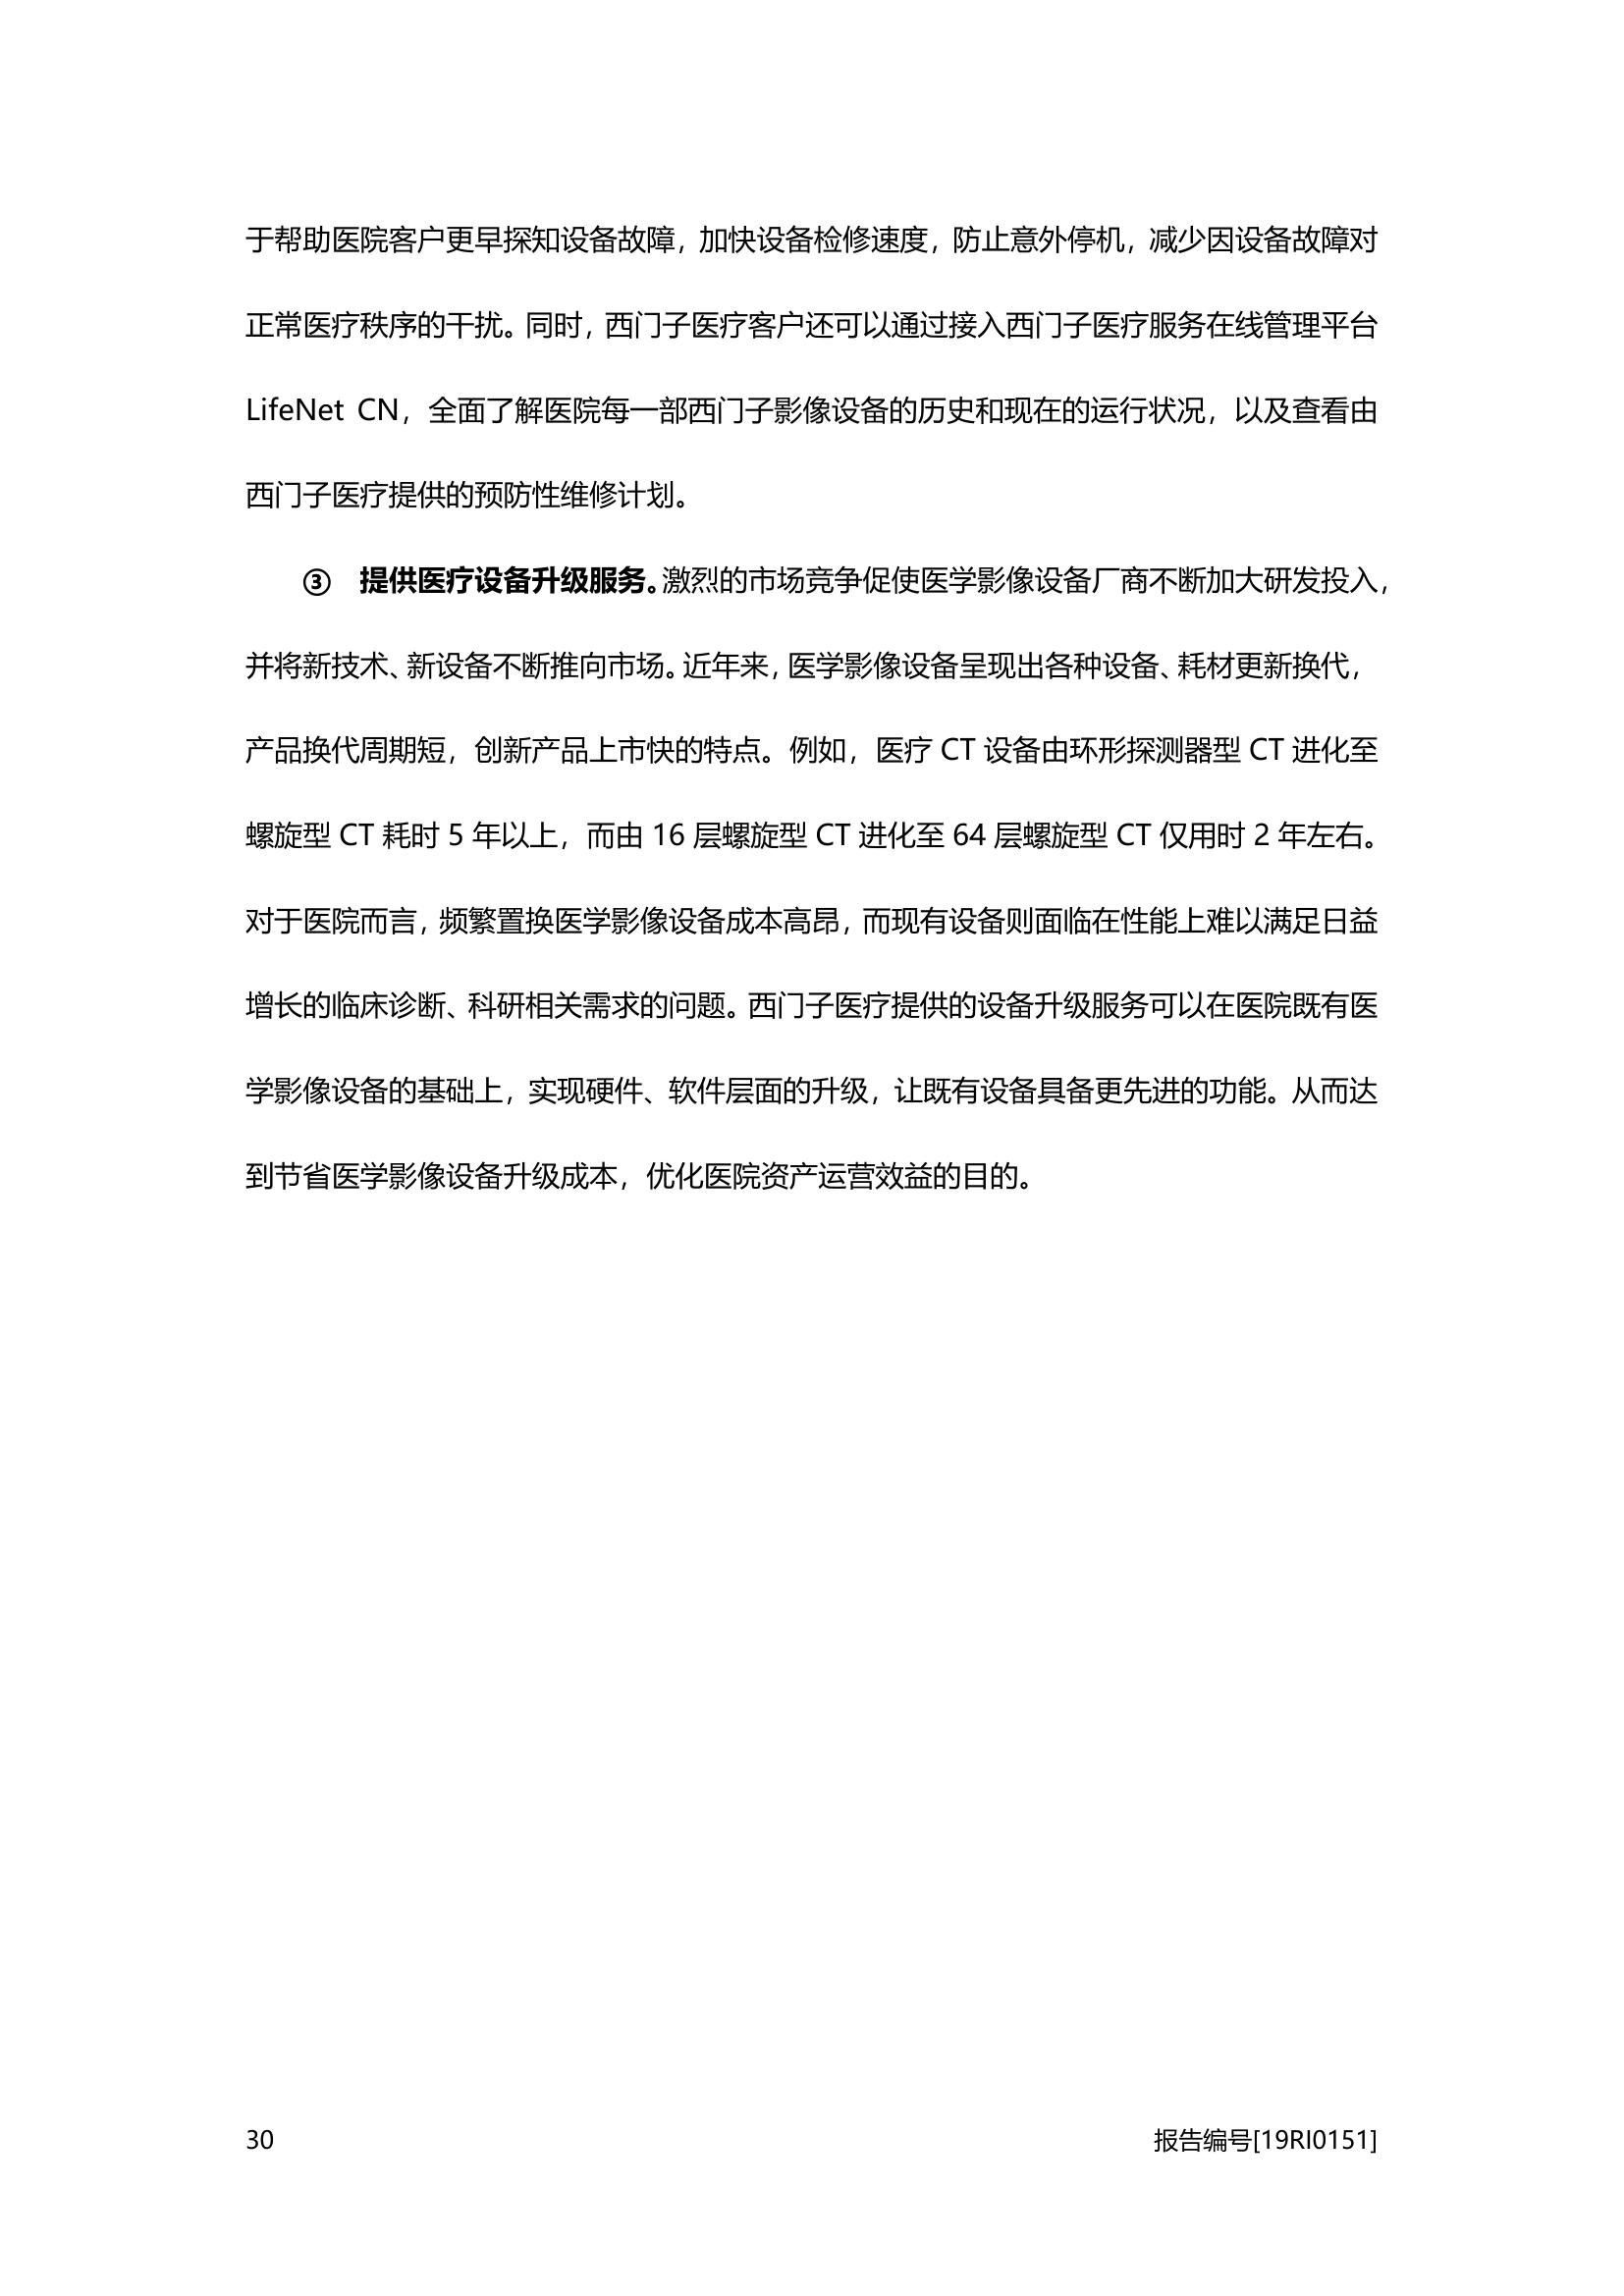 于帮助医院客户更早探知设备故障，加快设备检修速度，防止意外停机，减少因设备故障对
正常医疗秩序的干扰。同时，西门子医疗客户还可以通过接入西门子医疗服务在线管理平台
LifeNet CN，全面了解医院每一部西门子影像设备的历史和现在的运行状况，以及查看由
西门子医疗提供的预防性维修计划。
③ 提供医疗设备升级服务。激烈的市场竞争促使医学影像设备厂商不断加大研发投入，
并将新技术、新设备不断推向市场。近年来，医学影像设备呈现出各种设备、耗材更新换代，
产品换代周期短，创新产品上市快的特点。例如，医疗 CT 设备由环形探测器型 CT 进化至
螺旋型 CT 耗时 5 年以上，而由 16 层螺旋型 CT 进化至 64 层螺旋型 CT 仅用时 2 年左右。
对于医院而言，频繁置换医学影像设备成本高昂，而现有设备则面临在性能上难以满足日益
增长的临床诊断、科研相关需求的问题。西门子医疗提供的设备升级服务可以在医院既有医
学影像设备的基础上，实现硬件、软件层面的升级，让既有设备具备更先进的功能。从而达
到节省医学影像设备升级成本，优化医院资产运营效益的目的。
30 报告编号[19RI0151]